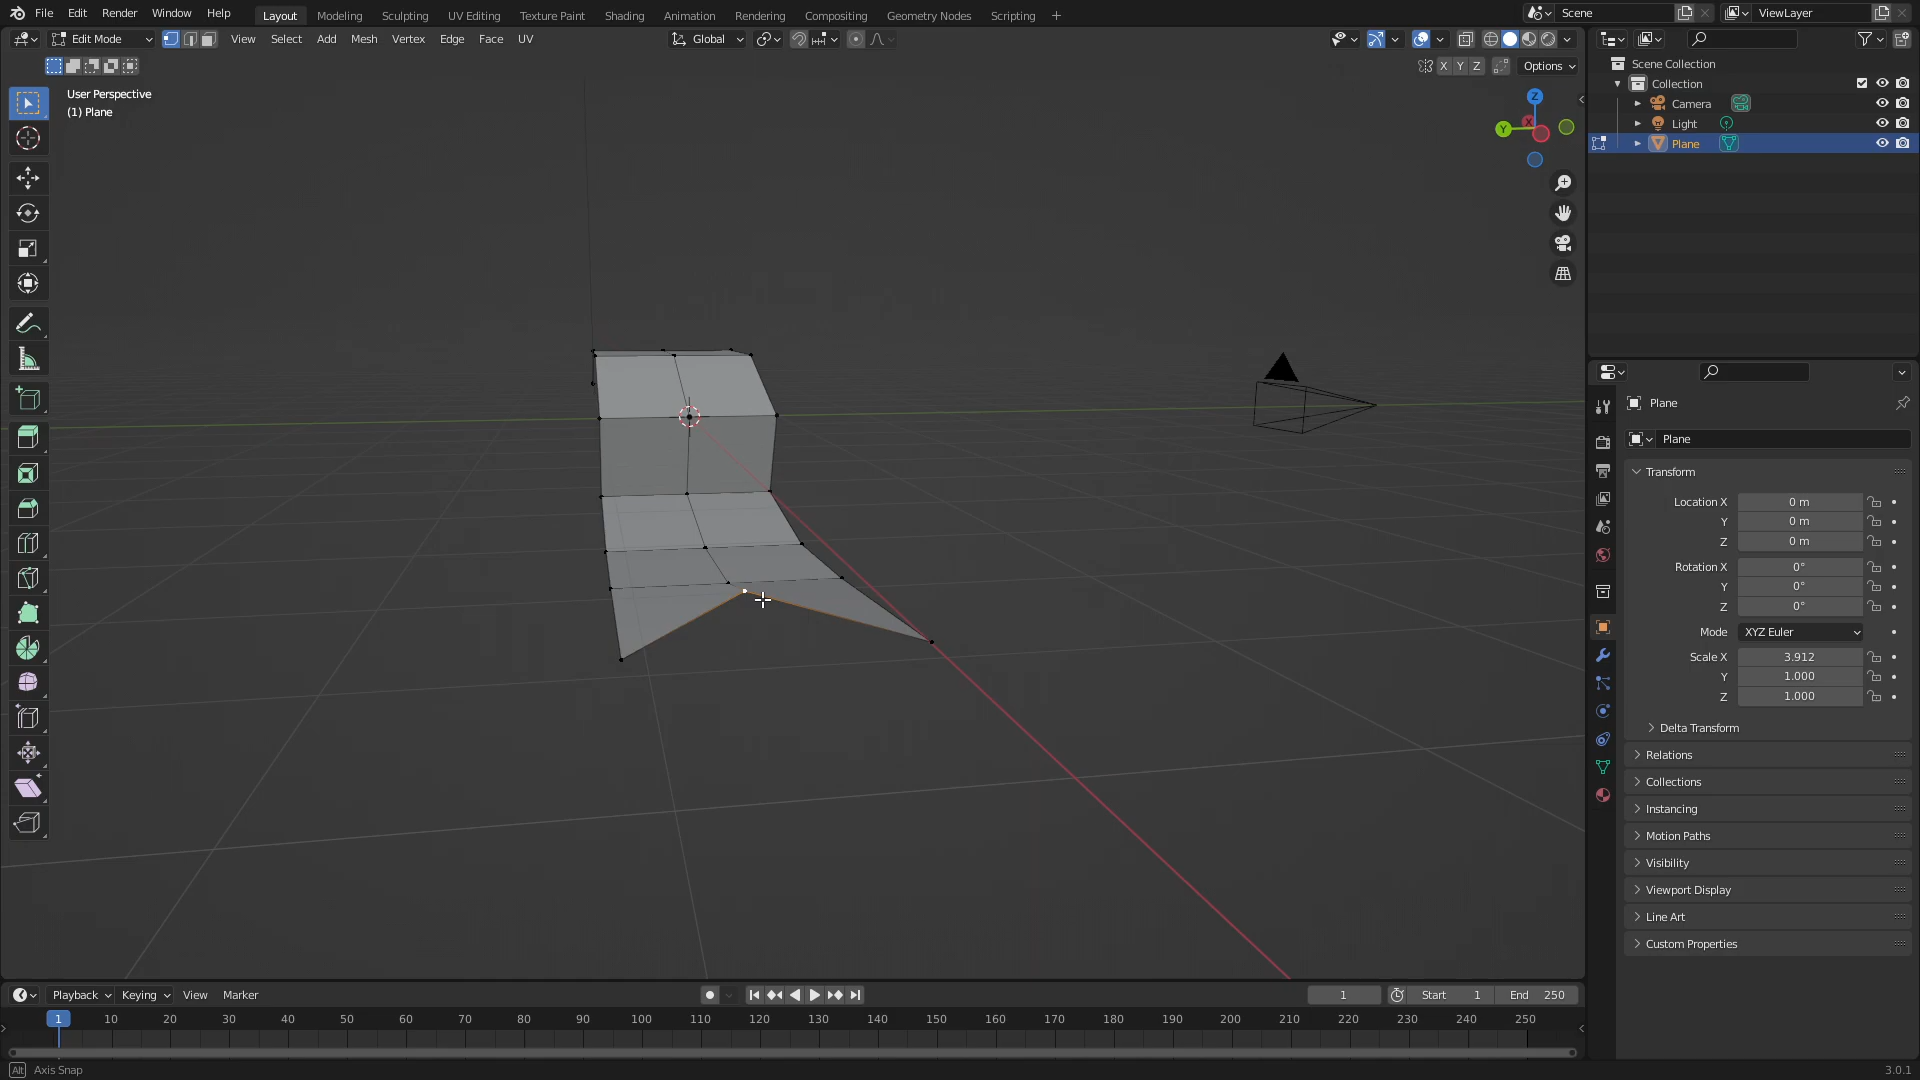 File Edit Render Window Help Layout Modeling Sculpting UV Editing Texture Paint Shading Animation Rendering Compositing Geometry Nodes Scripting + Scene ViewLayer
Edit Mode View Select Add Mesh Vertex Edge Face UV Global
X Y Z Options
User Perspective
(1) Plane
Z
Y X
Scene Collection
Collection
Camera
Light
Plane
Plane
Plane
Transform
Location X 0 m
Y 0 m
Z 0 m
Rotation X 0°
Y 0°
Z 0°
Mode XYZ Euler
Scale X 3.912
Y 1.000
Z 1.000
Delta Transform
Relations
Collections
Instancing
Motion Paths
Visibility
Viewport Display
Line Art
Custom Properties
Playback Keying View Marker 1 Start 1 End 250
1 10 20 30 40 50 60 70 80 90 100 110 120 130 140 150 160 170 180 190 200 210 220 230 240 250
Alt Axis Snap 3.0.1